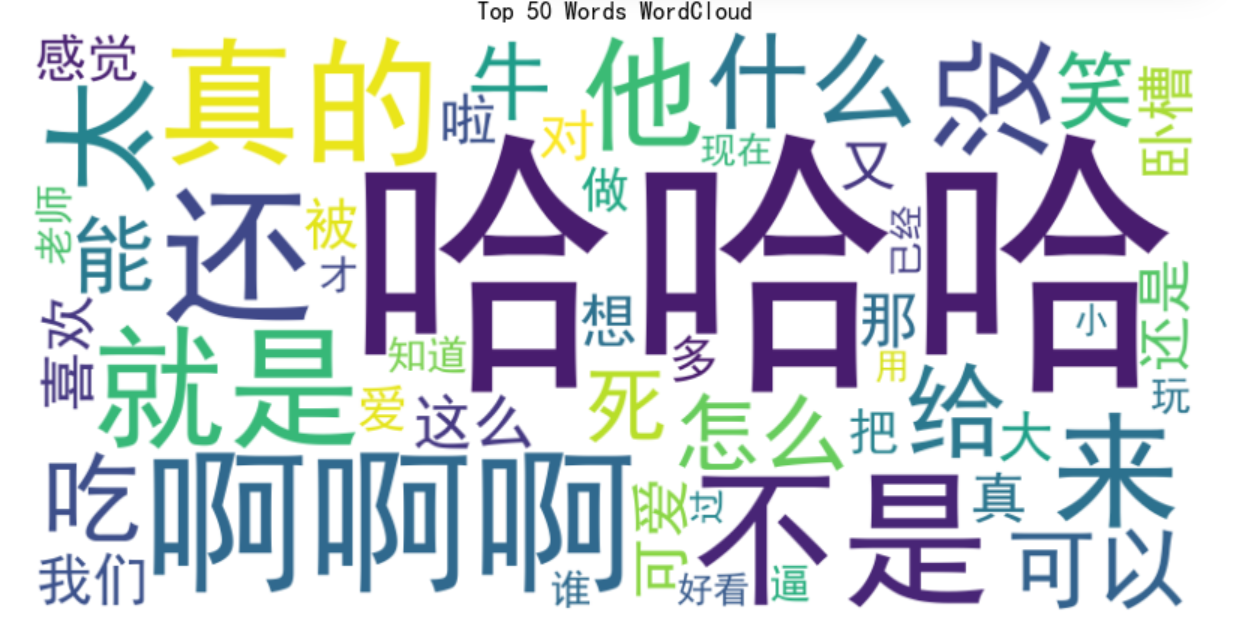 Top 50 Words WordCloud
感觉
太
真的
啦
牛
对
他
什么
现在
没
笑
卧槽
老师
能
还
被
才
哈哈哈
做
又
已经
想
那
小
还是
喜欢
就是
知道
爱
这么
死
多
怎么
用
把
给
大
玩
来
吃
我们
啊啊啊
谁
可爱
过
好看
不是
逼
真
可以